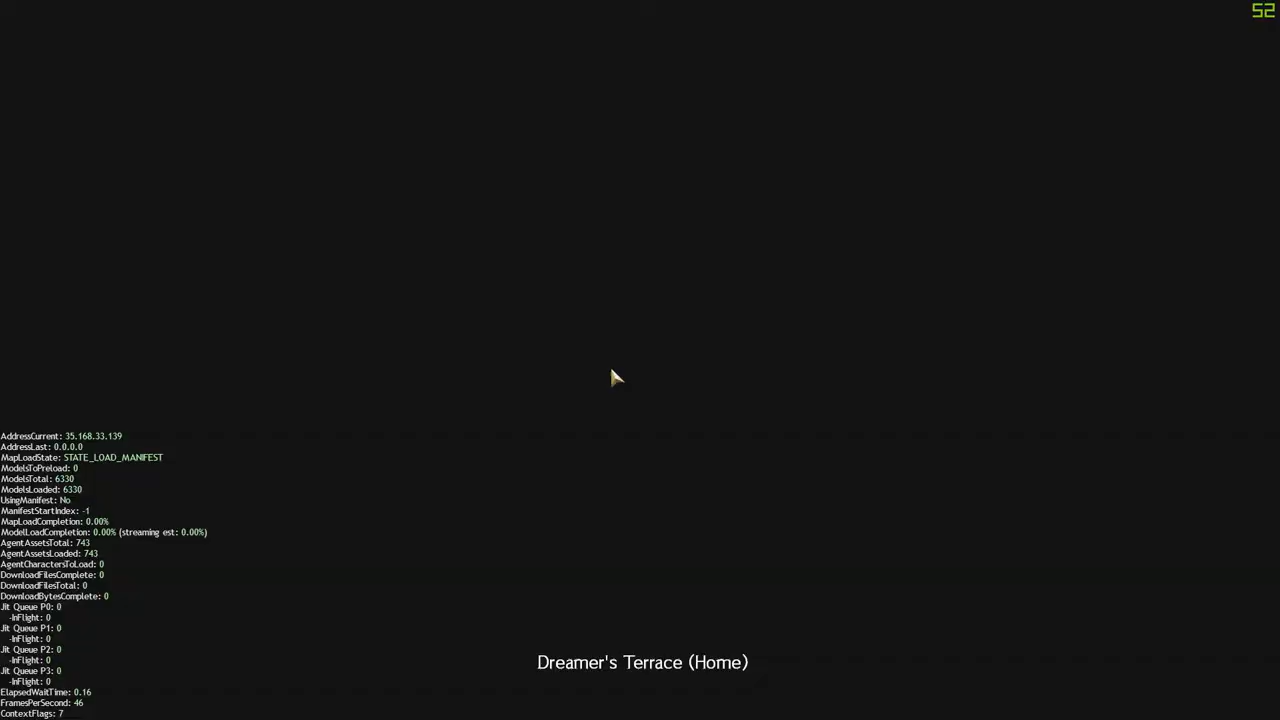 52
AddressCurrent: 35.168.33.139
AddressLast: 0.0.0.0
MapLoadState: STATE_LOAD_MANIFEST
ModelsToPreload: 0
ModelsTotal: 6330
ModelsLoaded: 6330
UsingManifest: No
ManifestStartIndex: -1
MapLoadCompletion: 0.00%
ModelLoadCompletion: 0.00% (streaming est: 0.00%)
AgentAssetsTotal: 743
AgentAssetsLoaded: 743
AgentCharactersToLoad: 0
DownloadFilesComplete: 0
DownloadFilesTotal: 0
DownloadBytesComplete: 0
Jit Queue P0: 0
-InFlight: 0
Jit Queue P1: 0
-InFlight: 0
Jit Queue P2: 0
-InFlight: 0
Jit Queue P3: 0
-InFlight: 0
ElapsedWaitTime: 0.16
FramesPerSecond: 46
ContextFlags: 7
Dreamer's Terrace (Home)